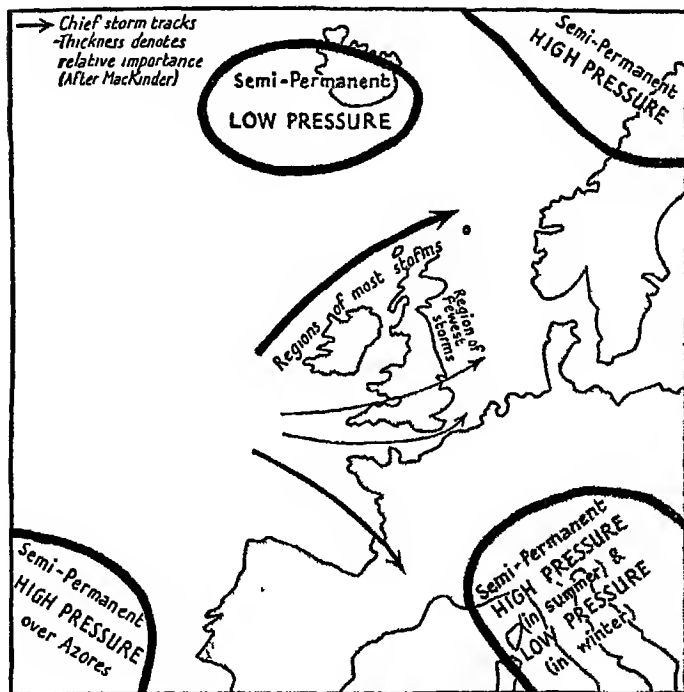 Chief storm tracks
-Thickness denotes
relative importance
(After MacKinder)
Semi-Permanent
LOW PRESSURE
Semi-Permanent
HIGH PRESSURE
Regions of most storms
Region of
Fewest
storms
Semi-Permanent
HIGH PRESSURE
over Azores
Semi-Permanent
HIGH PRESSURE
(in summer) &
LOW PRESSURE
(in winter)